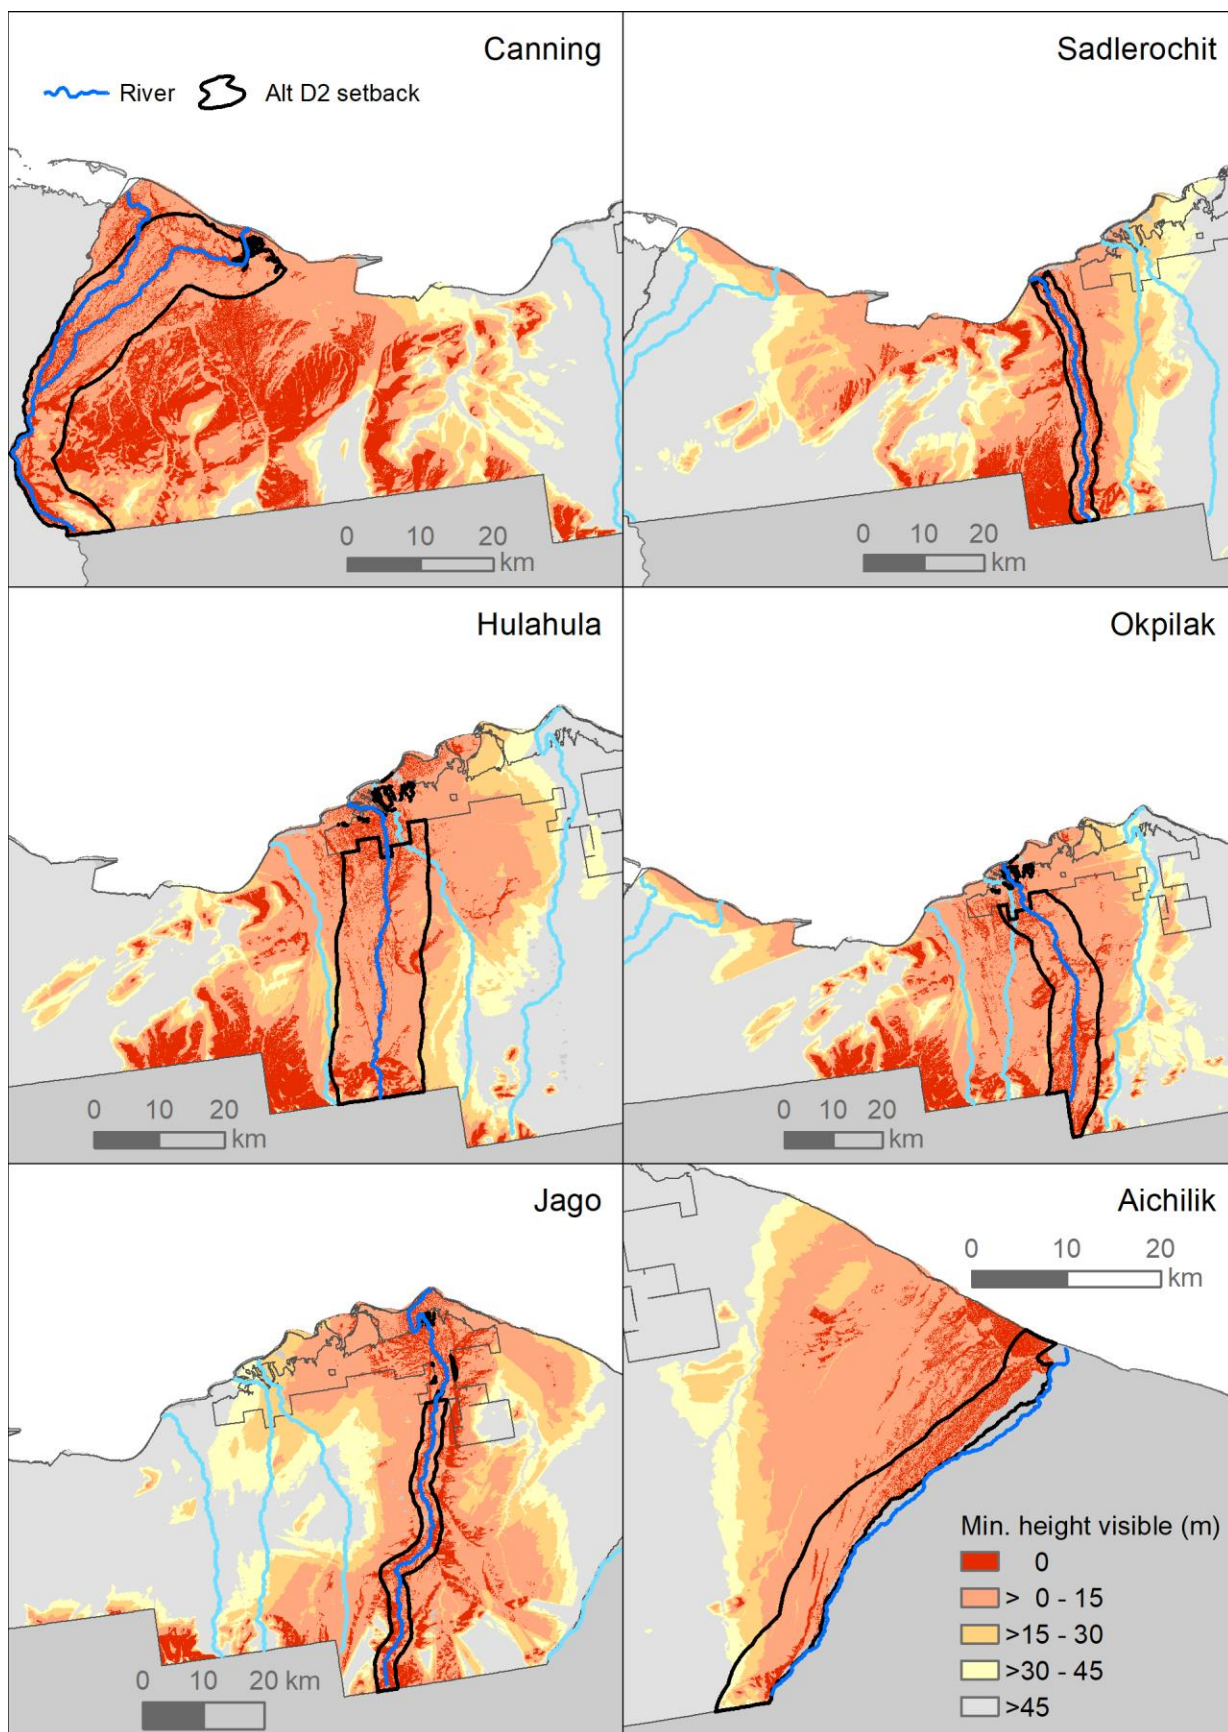 Canning
River Alt D2 setback
0 10 20
km
Sadlerochit
0 10 20
km
Hulahula
0 10 20
km
Okpilak
0 10 20
km
Jago
0 10 20 km
Aichilik
0 10 20
km
Min. height visible (m)
0
> 0 - 15
>15 - 30
>30 - 45
>45